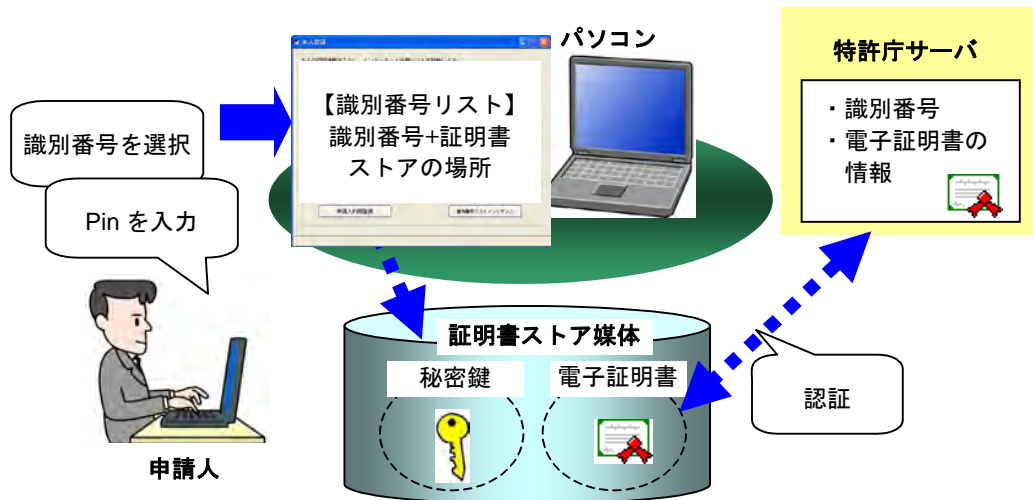 パソコン
特許庁サーバ
【識別番号リスト】
識別番号+証明書
ストアの場所
・識別番号
・電子証明書の
情報
識別番号を選択
Pin を入力
証明書ストア媒体
秘密鍵
電子証明書
認証
申請人